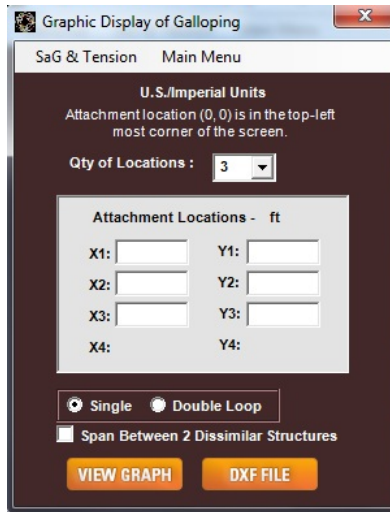 Graphic Display of Galloping
SaG & Tension Main Menu
U.S./Imperial Units
Attachment location (0, 0) is in the top-left
most corner of the screen.
Qty of Locations : 3
Attachment Locations - ft
X1: Y1:
X2: Y2:
X3: Y3:
X4: Y4:
Single Double Loop
Span Between 2 Dissimilar Structures
VIEW GRAPH DXF FILE